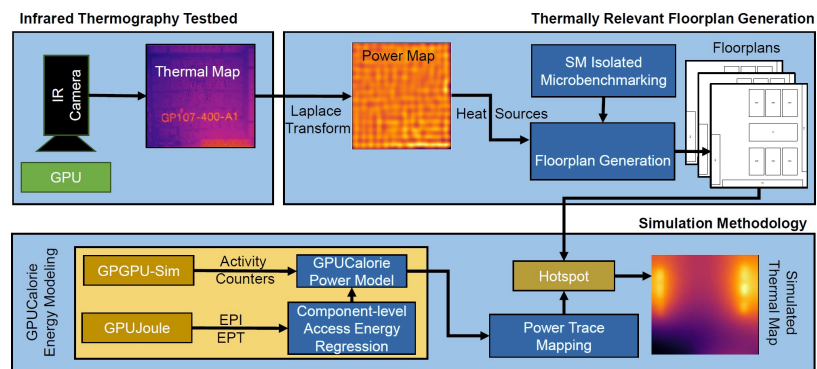 Infrared Thermography Testbed
Thermally Relevant Floorplan Generation
IR
Camera
GPU
Thermal Map
GP107-400-A1
Laplace
Transform
Power Map
Heat Sources
SM Isolated
Microbenchmarking
Floorplan Generation
Floorplans
Simulation Methodology
GPUCalorie
Energy Modeling
GPGPU-Sim
Activity
Counters
GPUCalorie
Power Model
GPUJoule
EPI
EPT
Component-level
Access Energy
Regression
Hotspot
Power Trace
Mapping
Simulated
Thermal Map